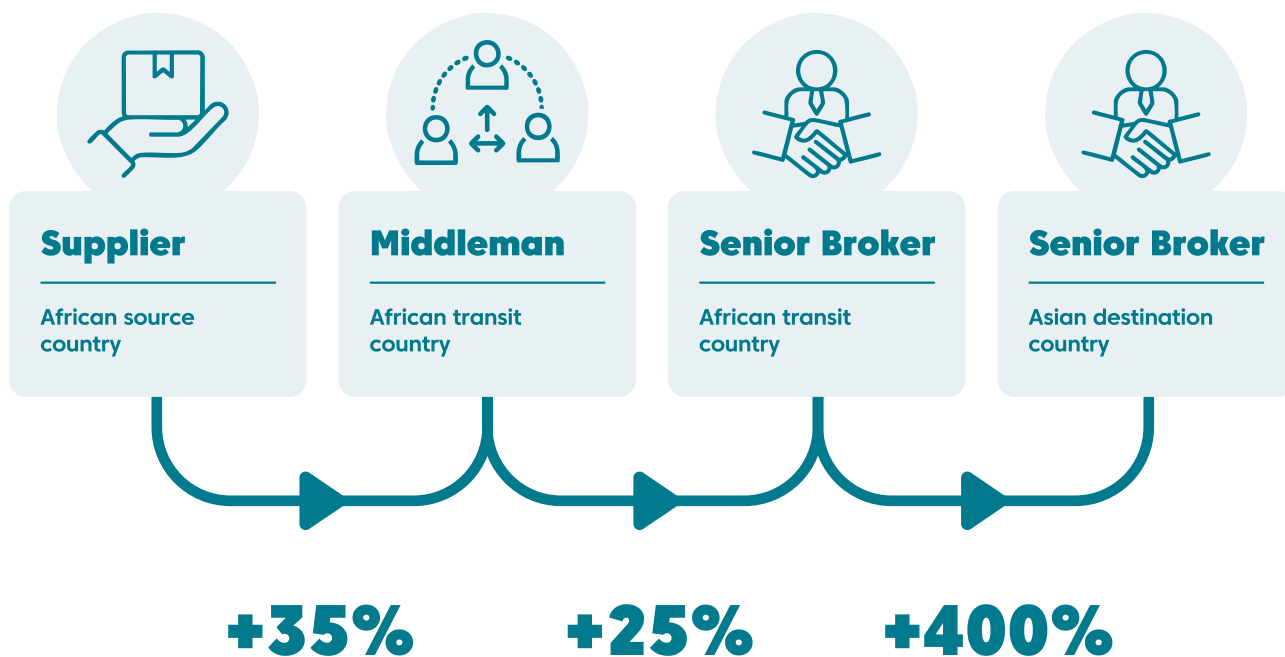 Supplier
African source
country
Middleman
African transit
country
Senior Broker
African transit
country
Senior Broker
Asian destination
country
+35%
+25%
+400%